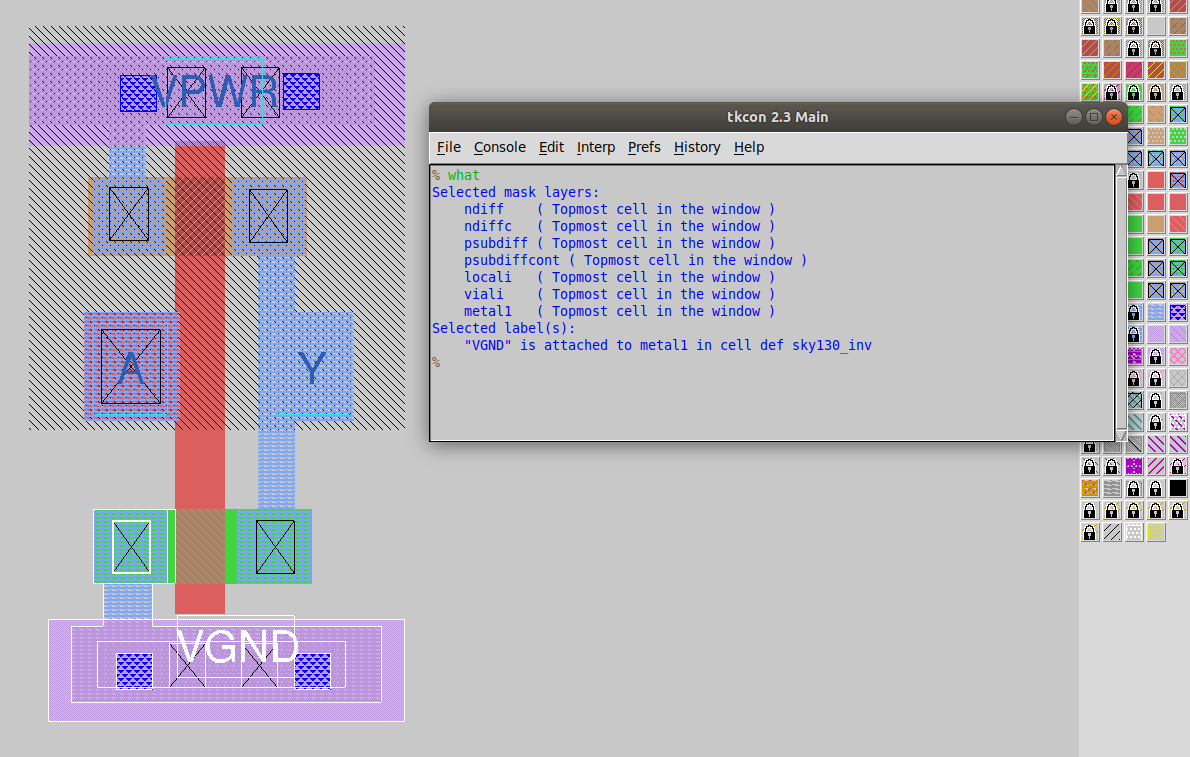 VPWR
A
Y
VGND
tkcon 2.3 Main
File Console Edit Interp Prefs History Help
% what
Selected mask layers:
    ndiff    ( Topmost cell in the window )
    ndiffc   ( Topmost cell in the window )
    psubdiff ( Topmost cell in the window )
    psubdiffcont ( Topmost cell in the window )
    locali   ( Topmost cell in the window )
    viali    ( Topmost cell in the window )
    metal1   ( Topmost cell in the window )
Selected label(s):
    "VGND" is attached to metal1 in cell def sky130_inv
%